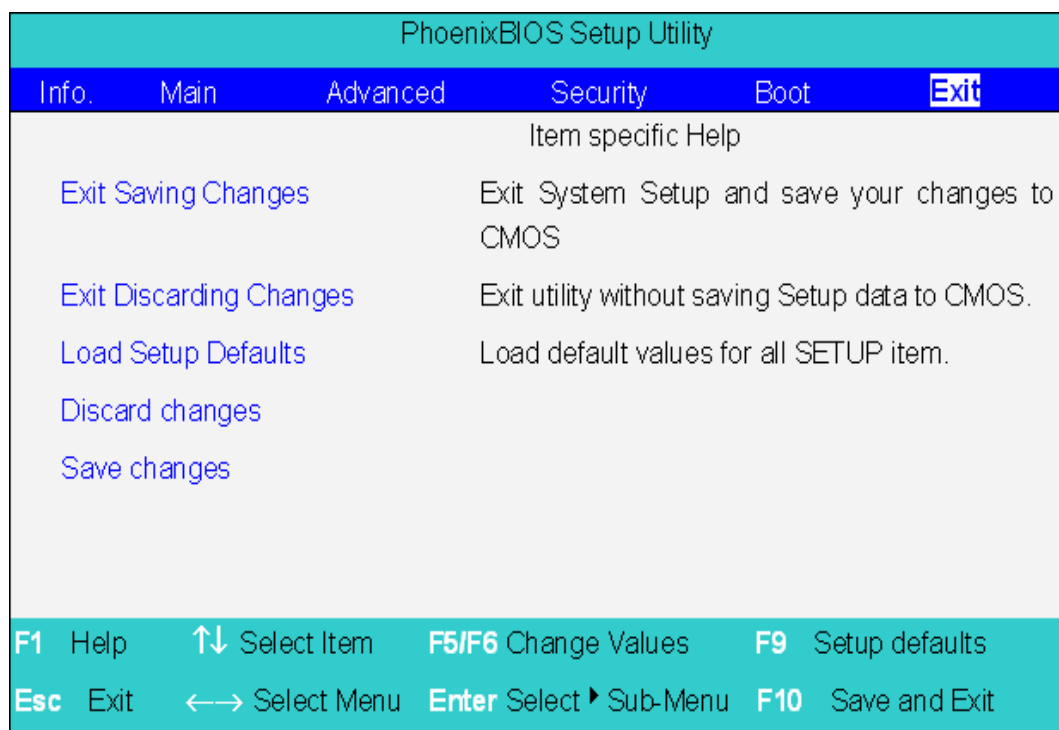 PhoenixBIOS Setup Utility
Info. Main Advanced Security Boot Exit
Item specific Help
Exit Saving Changes Exit System Setup and save your changes to
CMOS
Exit Discarding Changes Exit utility without saving Setup data to CMOS.
Load Setup Defaults Load default values for all SETUP item.
Discard changes
Save changes
F1 Help ↑↓ Select Item F5/F6 Change Values F9 Setup defaults
Esc Exit ←→ Select Menu Enter Select ▶ Sub-Menu F10 Save and Exit